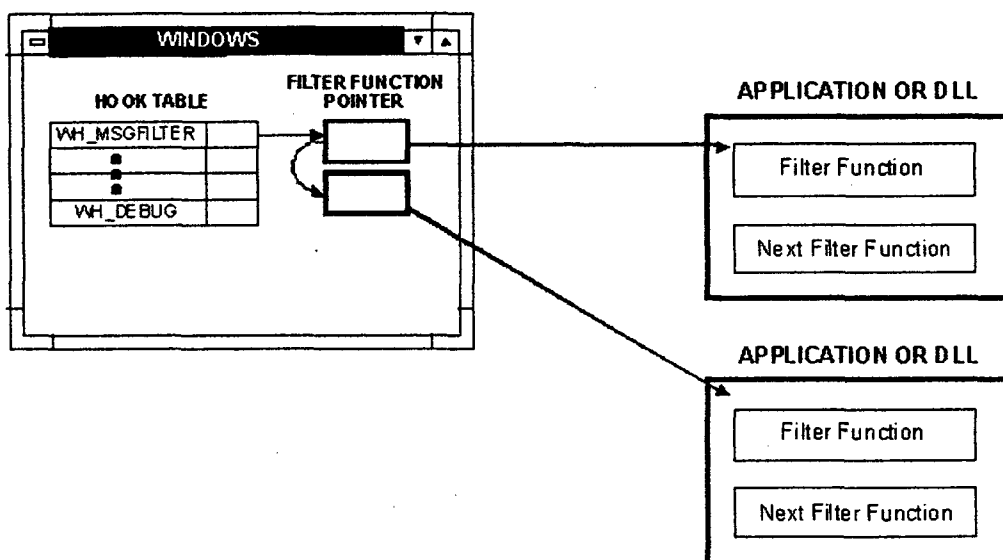 WINDOWS
HOOK TABLE
FILTER FUNCTION
POINTER
WH_MSGFILTER
WH_DEBUG
APPLICATION OR DLL
Filter Function
Next Filter Function
APPLICATION OR DLL
Filter Function
Next Filter Function